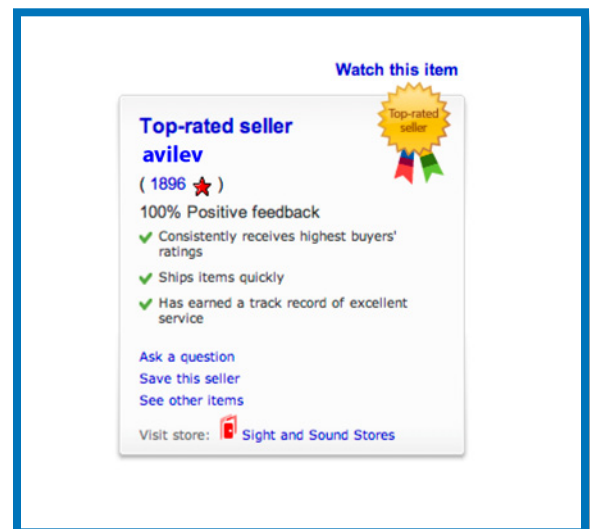 Watch this item
Top-rated
seller
Top-rated seller
avilev
( 1896 )
100% Positive feedback
Consistently receives highest buyers'
ratings
Ships items quickly
Has earned a track record of excellent
service
Ask a question
Save this seller
See other items
Visit store: Sight and Sound Stores